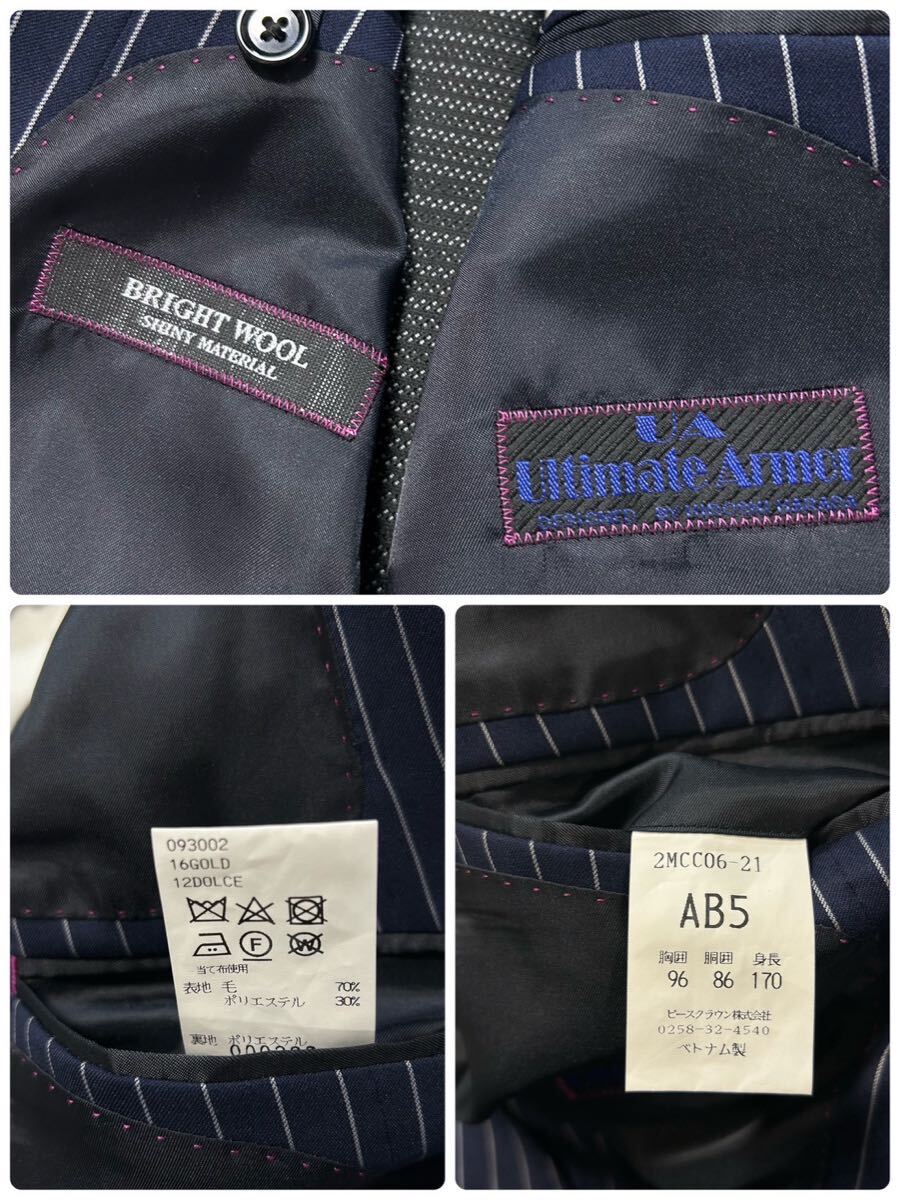 BRIGHT WOOL
SHINY MATERIAL
UA
Ultimate Armor
DESIGNED BY
093002
16GOLD
12DOLCE
F
W
当て布使用
表地 毛 70%
ポリエステル 30%
裏地 ポリエステル
2MCC06-21
AB5
胸囲 胴囲 身長
96 86 170
ピースクラウン株式会社
0258-32-4540
ベトナム製